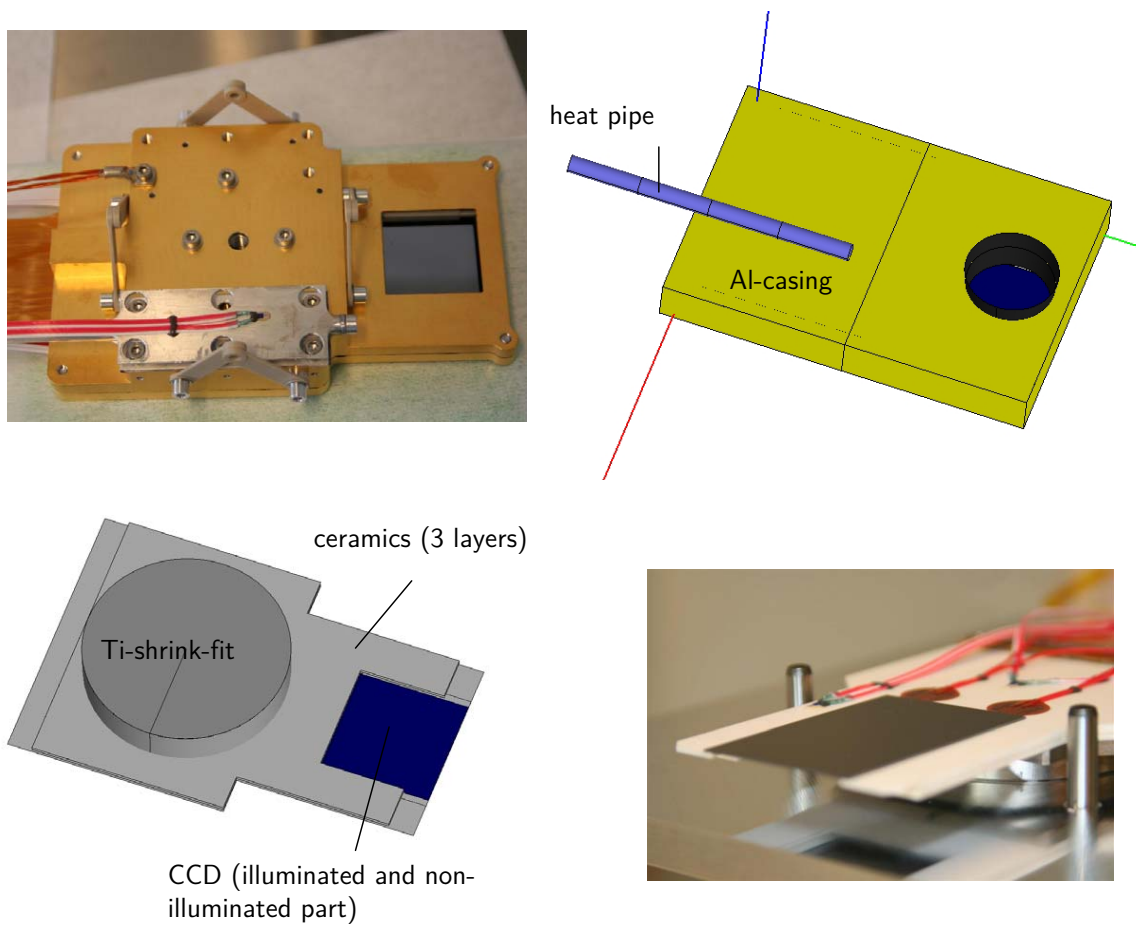 heat pipe
Al-casing
ceramics (3 layers)
Ti-shrink-fit
CCD (illuminated and non-
illuminated part)